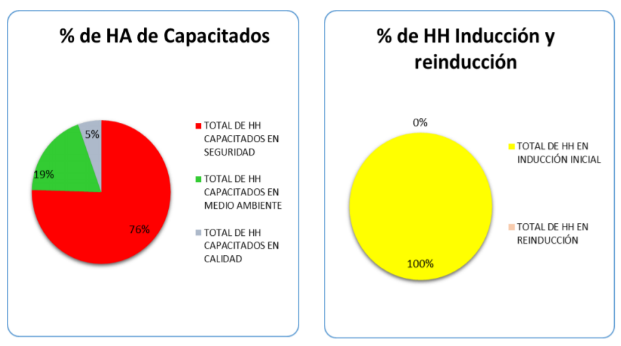 % de HA de Capacitados
5%
19%
76%
TOTAL DE HH
CAPACITADOS EN
SEGURIDAD
TOTAL DE HH
CAPACITADOS EN
MEDIO AMBIENTE
TOTAL DE HH
CAPACITADOS EN
CALIDAD
% de HH Inducción y
reinducción
0%
100%
TOTAL DE HH EN
INDUCCIÓN INICIAL
TOTAL DE HH EN
REINDUCCIÓN